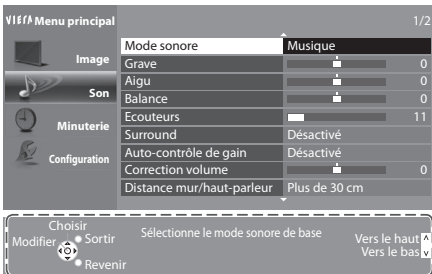 VIErA Menu principal 1/2
Image
Son
Minuterie
Configuration
Mode sonore Musique
Grave 0
Aigu 0
Balance 0
Ecouteurs 11
Surround Désactivé
Auto-contrôle de gain Désactivé
Correction volume 0
Distance mur/haut-parleur Plus de 30 cm
Choisir
Modifier Sortir
Revenir
Sélectionne le mode sonore de base
Vers le haut
Vers le bas